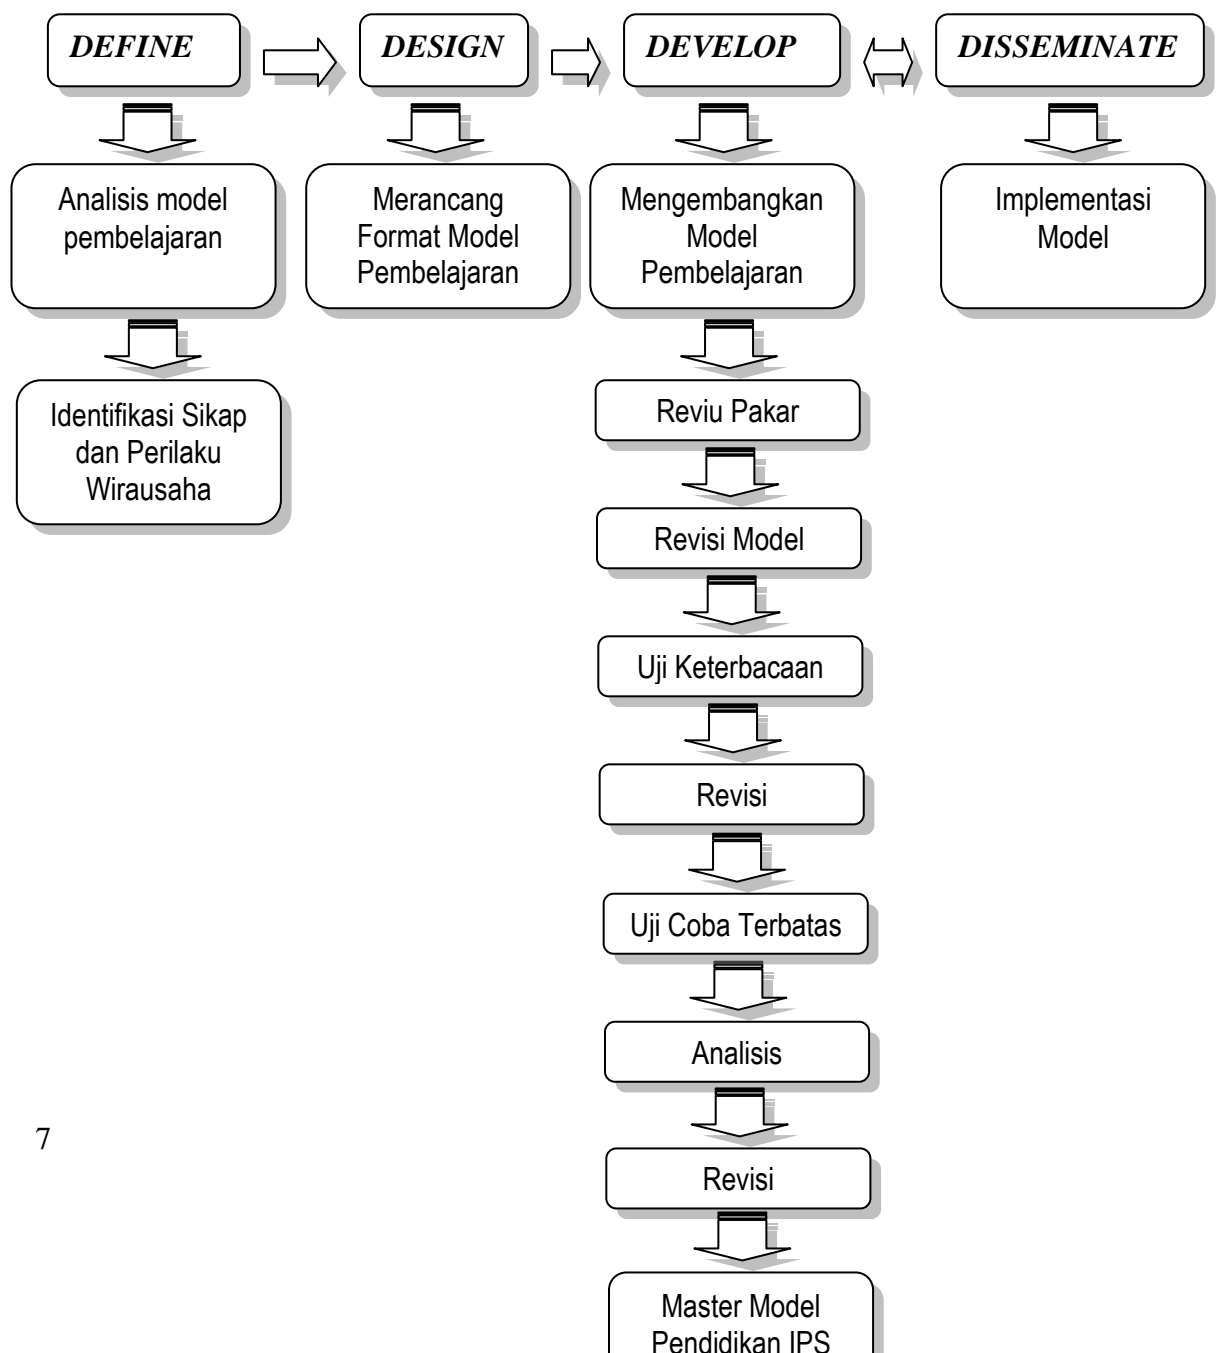 DEFINE
DESIGN
DEVELOP
DISSEMINATE
Analisis model
pembelajaran
Merancang
Format Model
Pembelajaran
Mengembangkan
Model
Pembelajaran
Implementasi
Model
Identifikasi Sikap
dan Perilaku
Wirausaha
Reviu Pakar
Revisi Model
Uji Keterbacaan
Revisi
Uji Coba Terbatas
Analisis
7
Revisi
Master Model
Pendidikan IPS